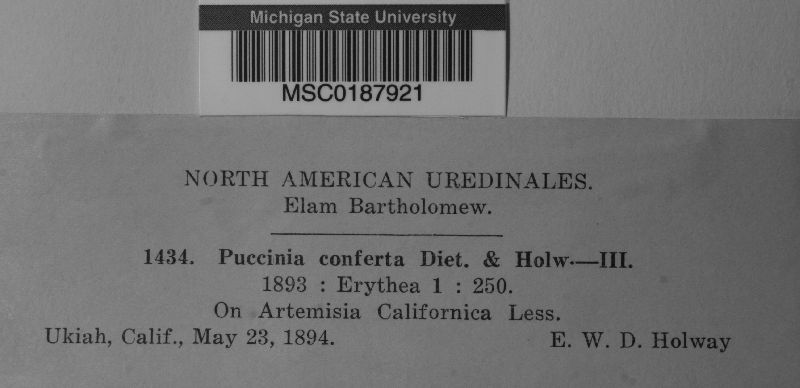 Michigan State University
MSC0187921
NORTH AMERICAN UREDINALES.
Elam Bartholomew.
1434. Puccinia conferta Diet. & Holw.—III.
1893 : Erythea 1 : 250.
On Artemisia Californica Less.
Ukiah, Calif., May 23, 1894. E. W. D. Holway